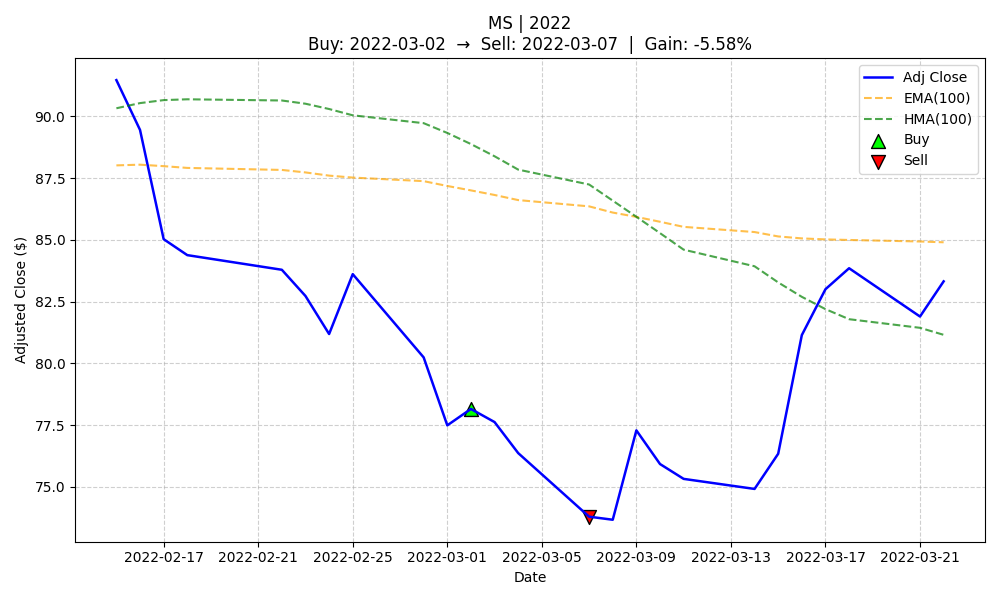 MS | 2022
Buy: 2022-03-02 → Sell: 2022-03-07 | Gain: -5.58%
Adj Close
EMA(100)
HMA(100)
Buy
Sell
Adjusted Close ($)
90.0
87.5
85.0
82.5
80.0
77.5
75.0
2022-02-17 2022-02-21 2022-02-25 2022-03-01 2022-03-05 2022-03-09 2022-03-13 2022-03-17 2022-03-21
Date